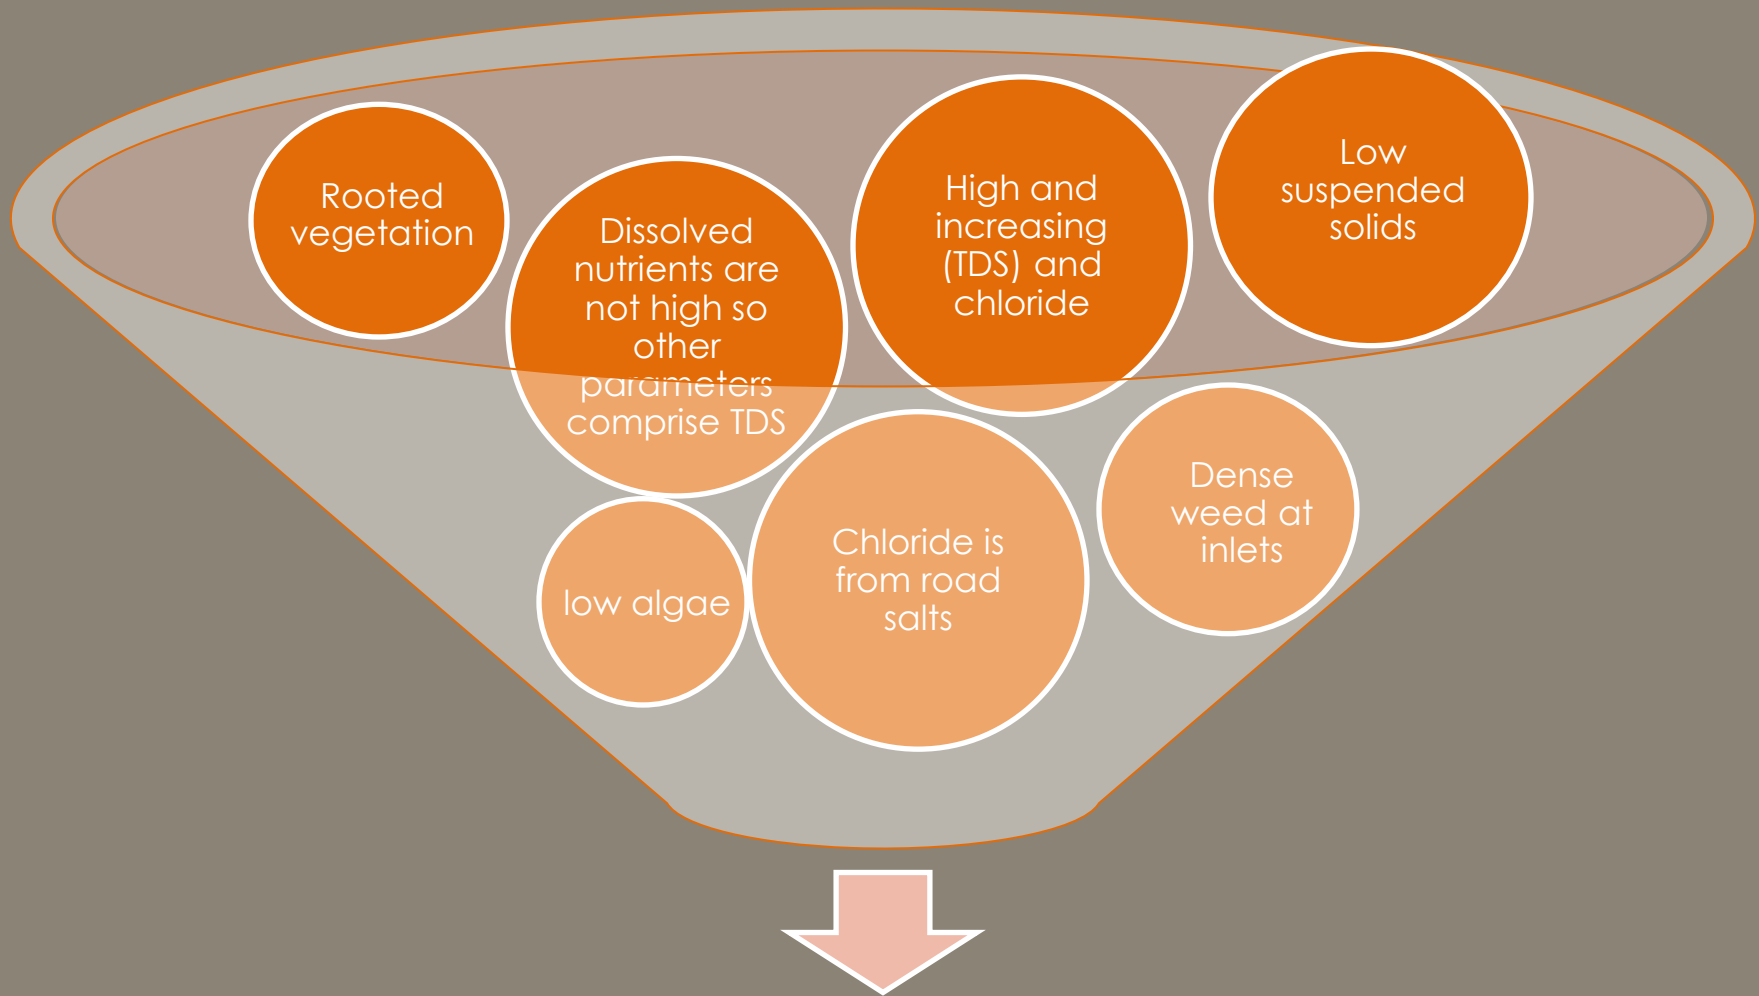 Rooted
vegetation
Dissolved
nutrients are
not high so
other
parameters
comprise TDS
High and
increasing
(TDS) and
chloride
Low
suspended
solids
low algae
Chloride is
from road
salts
Dense
weed at
inlets